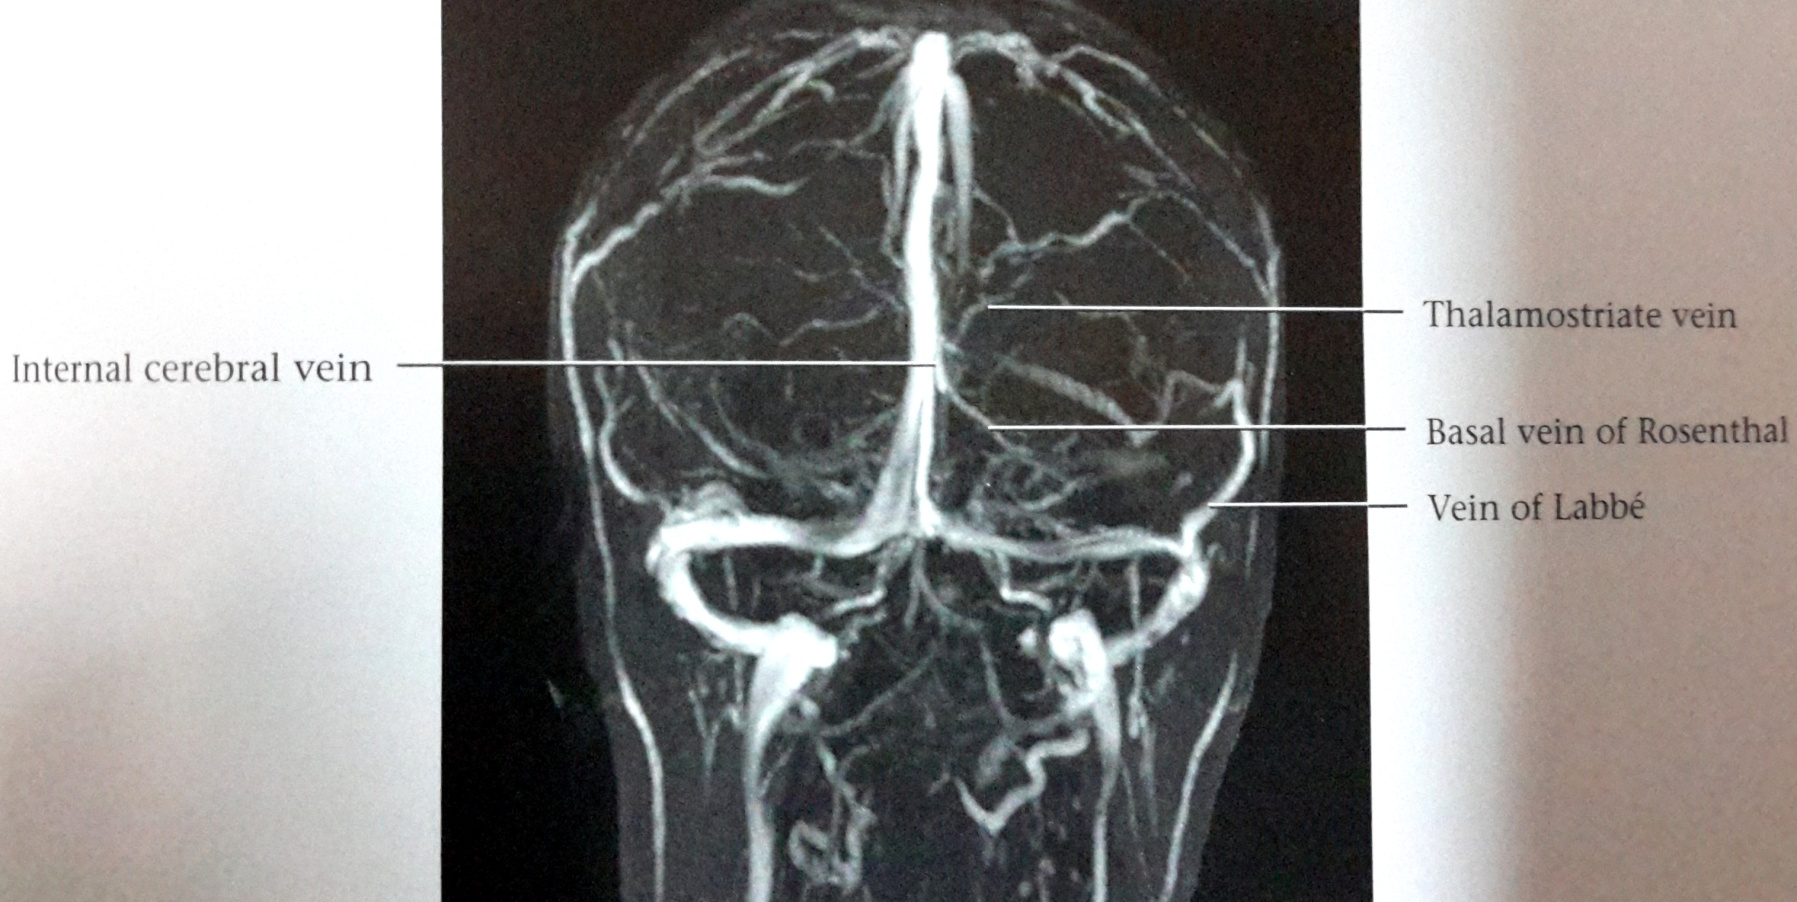 Thalamostriate vein
Internal cerebral vein
Basal vein of Rosenthal
Vein of Labbé